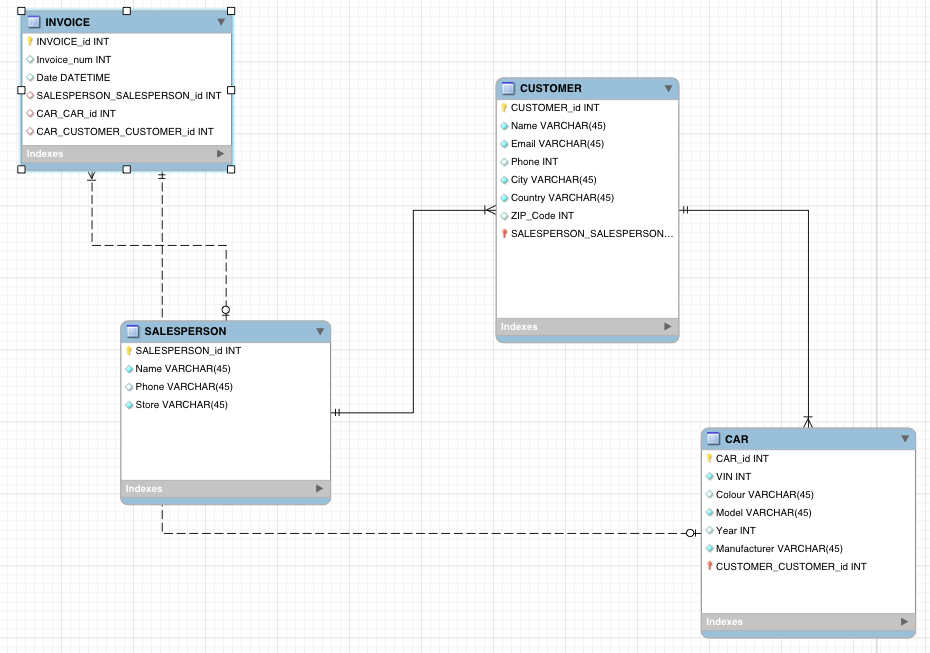 INVOICE
INVOICE_id INT
Invoice_num INT
Date DATETIME
SALESPERSON_SALESPERSON_id INT
CAR_CAR_id INT
CAR_CUSTOMER_CUSTOMER_id INT
Indexes
CUSTOMER
CUSTOMER_id INT
Name VARCHAR(45)
Email VARCHAR(45)
Phone INT
City VARCHAR(45)
Country VARCHAR(45)
ZIP_Code INT
SALESPERSON_SALESPERSON...
Indexes
SALESPERSON
SALESPERSON_id INT
Name VARCHAR(45)
Phone VARCHAR(45)
Store VARCHAR(45)
Indexes
CAR
CAR_id INT
VIN INT
Colour VARCHAR(45)
Model VARCHAR(45)
Year INT
Manufacturer VARCHAR(45)
CUSTOMER_CUSTOMER_id INT
Indexes